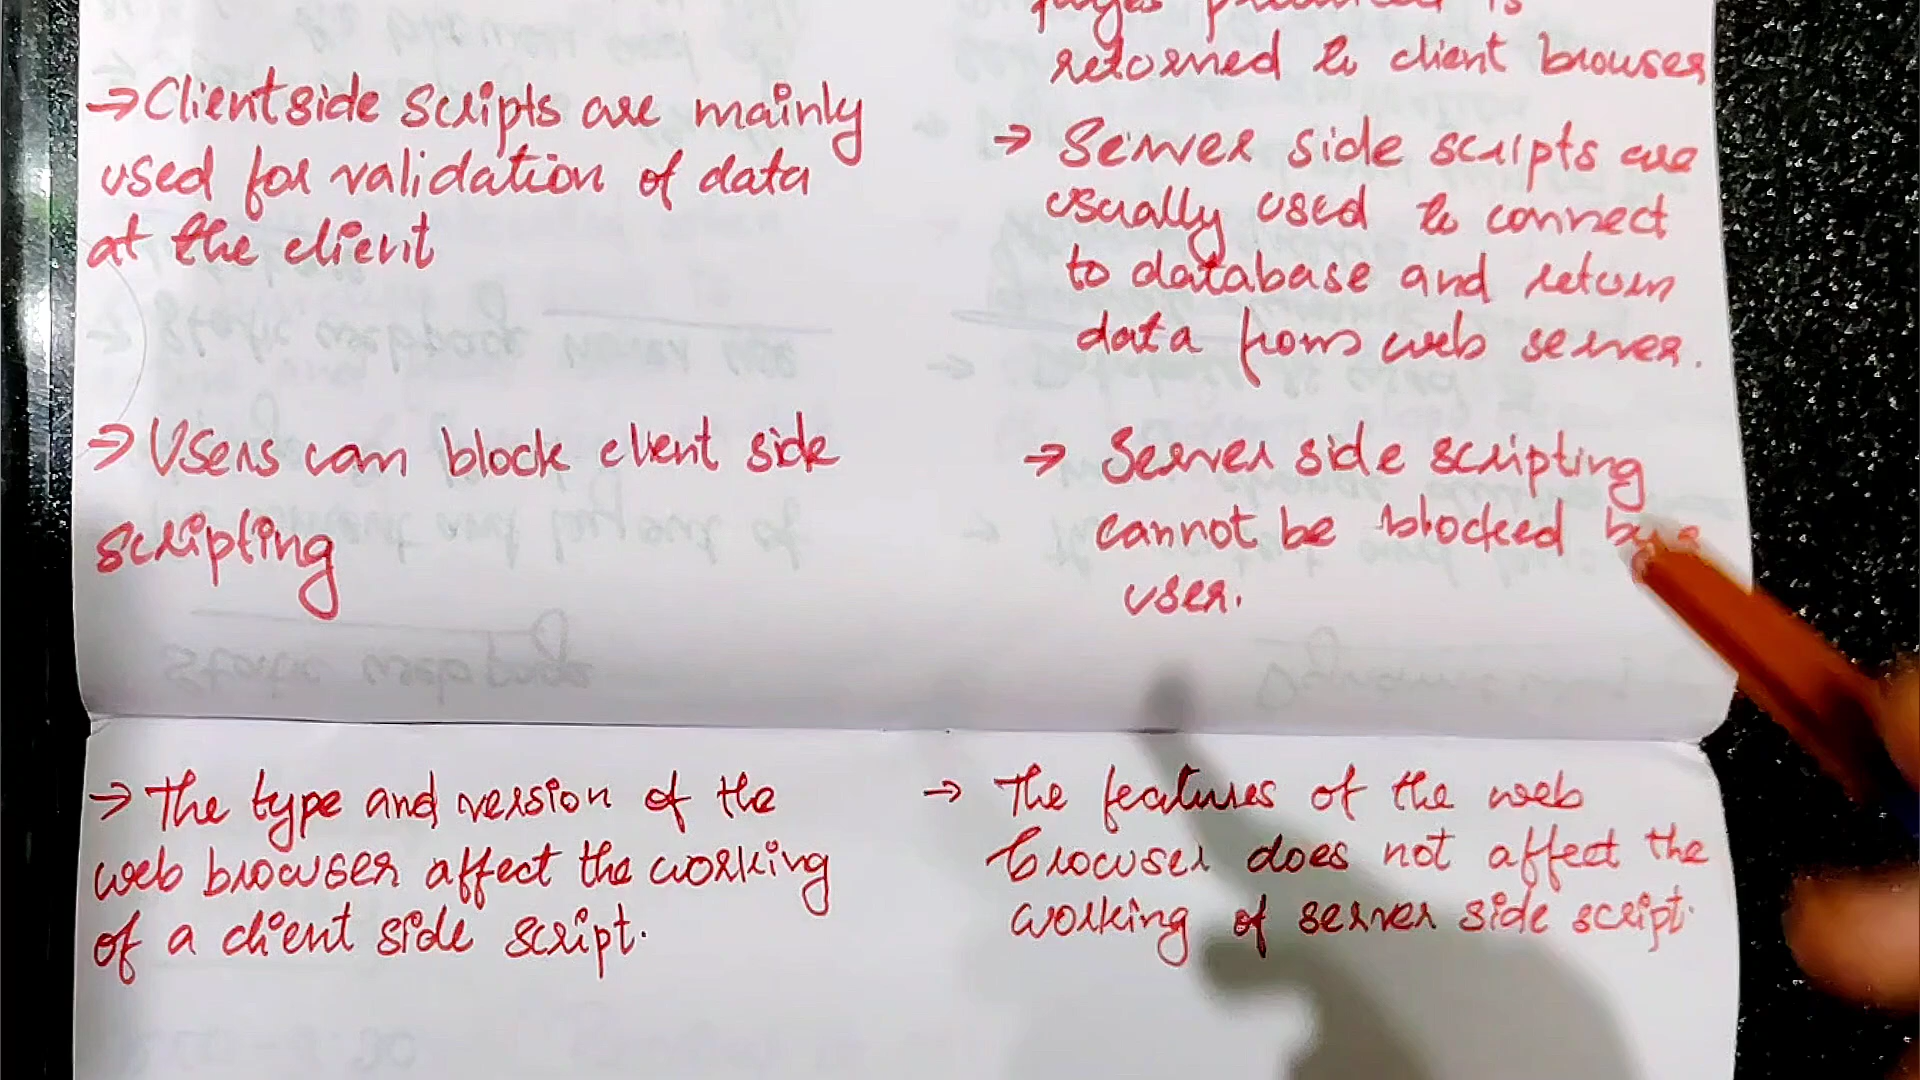 → Clientside scripts are mainly
used for validation of data
at the client
→ Users can block client side
scripting
→ The type and version of the
web browser affect the working
of a client side script.
returned to client browser
→ Server side scripts are
usually used to connect
to database and return
data from web server.
→ Server side scripting
cannot be blocked by a
user.
→ The features of the web
browser does not affect the
working of server side script.